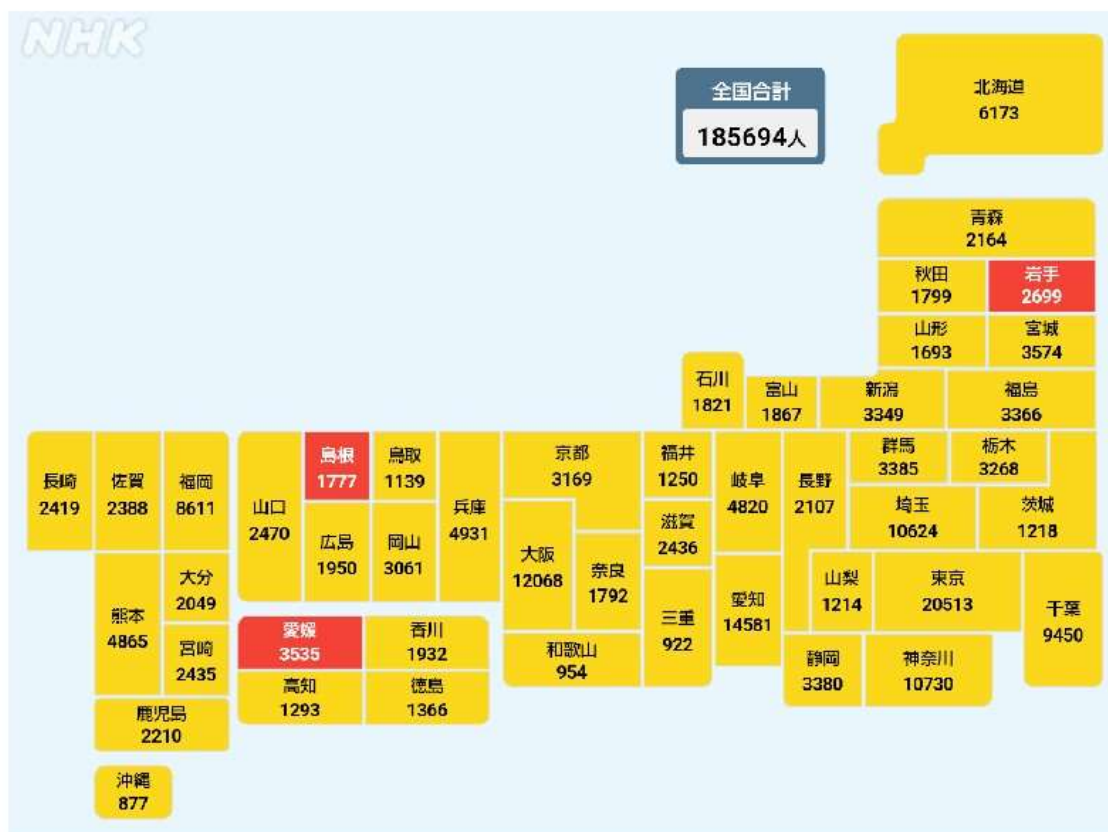 NHK
全国合計
185694人
北海道
6173
青森
2164
秋田
1799
岩手
2699
山形
1693
宮城
3574
石川
1821
富山
1867
新潟
3349
福島
3366
長崎
2419
佐賀
2388
福岡
8611
山口
2470
島根
1777
鳥取
1139
兵庫
4931
京都
3169
福井
1250
岐阜
4820
長野
2107
群馬
3385
栃木
3268
滋賀
2436
埼玉
10624
茨城
1218
広島
1950
岡山
3061
大阪
12068
奈良
1792
大分
2049
熊本
4865
宮崎
2435
三重
922
愛知
14581
山梨
1214
東京
20513
千葉
9450
愛媛
3535
香川
1932
和歌山
954
静岡
3380
神奈川
10730
高知
1293
徳島
1366
鹿児島
2210
沖縄
877